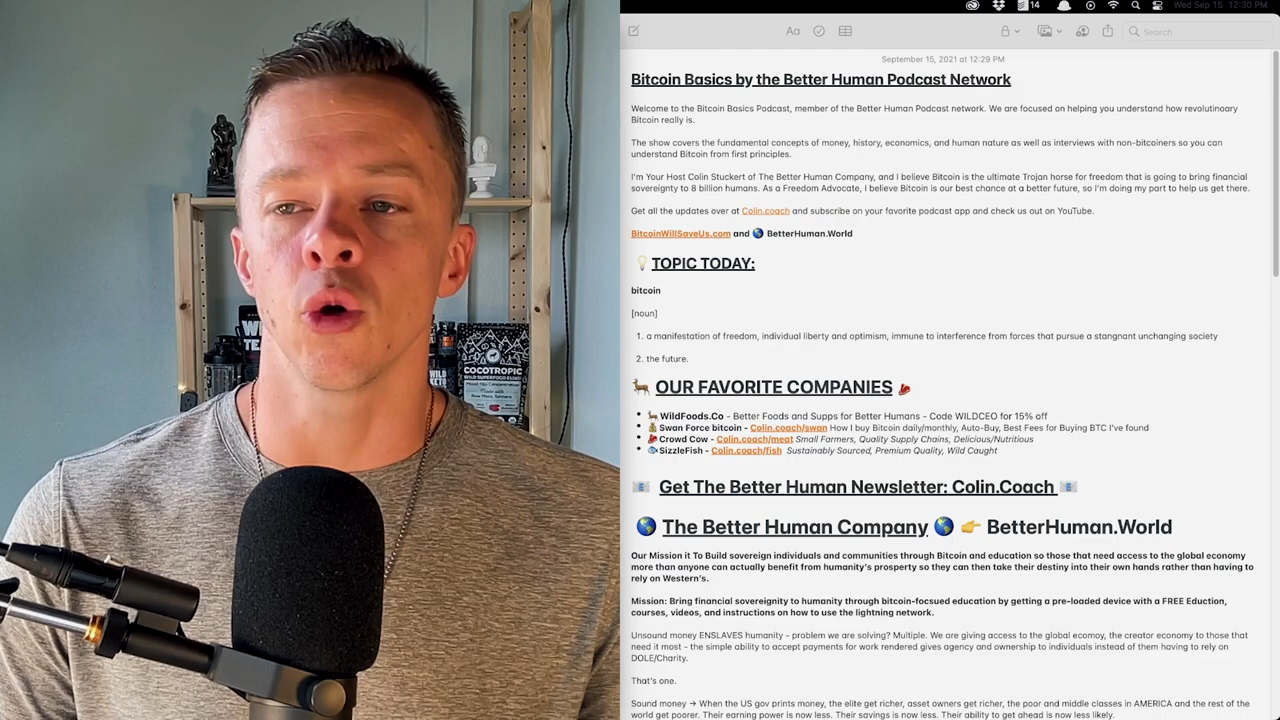 14
Wed Sep 15 12:30 PM
Aa
Search
September 15, 2021 at 12:29 PM
Bitcoin Basics by the Better Human Podcast Network
Welcome to the Bitcoin Basics Podcast, member of the Better Human Podcast network. We are focused on helping you understand how revolutinoary
Bitcoin really is.
The show covers the fundamental concepts of money, history, economics, and human nature as well as interviews with non-bitcoiners so you can
understand Bitcoin from first principles.
I'm Your Host Colin Stuckert of The Better Human Company, and I believe Bitcoin is the ultimate Trojan horse for freedom that is going to bring financial
sovereignty to 8 billion humans. As a Freedom Advocate, I believe Bitcoin is our best chance at a better future, so I'm doing my part to help us get there.
Get all the updates over at Colin.coach and subscribe on your favorite podcast app and check us out on YouTube.
BitcoinWillSaveUs.com and 🌎 BetterHuman.World
💡 TOPIC TODAY:
bitcoin
[noun]
1. a manifestation of freedom, individual liberty and optimism, immune to interference from forces that pursue a stangnant unchanging society
2. the future.
🦌 OUR FAVORITE COMPANIES 🥩
• 🦌 WildFoods.Co - Better Foods and Supps for Better Humans - Code WILDCEO for 15% off
• 💰 Swan Force bitcoin - Colin.coach/swan How I buy Bitcoin daily/monthly, Auto-Buy, Best Fees for Buying BTC I've found
• 🥩 Crowd Cow - Colin.coach/meat Small Farmers, Quality Supply Chains, Delicious/Nutritious
• 🐟 SizzleFish - Colin.coach/fish Sustainably Sourced, Premium Quality, Wild Caught
📧 Get The Better Human Newsletter: Colin.Coach 📧
🌎 The Better Human Company 🌎 👉 BetterHuman.World
Our Mission it To Build sovereign individuals and communities through Bitcoin and education so those that need access to the global economy
more than anyone can actually benefit from humanity's prosperty so they can then take their destiny into their own hands rather than having to
rely on Western's.
Mission: Bring financial sovereignity to humanity through bitcoin-focsued education by getting a pre-loaded device with a FREE Eduction,
courses, videos, and instructions on how to use the lightning network.
Unsound money ENSLAVES humanity - problem we are solving? Multiple. We are giving access to the global ecomoy, the creator economy to those that
need it most - the simple ability to accept payments for work rendered gives agency and ownership to individuals instead of them having to rely on
DOLE/Charity.
That's one.
Sound money → When the US gov prints money, the elite get richer, asset owners get richer, the poor and middle classes in AMERICA and the rest of the
world get poorer. Their earning power is now less. Their savings is now less. Their ability to get ahead is now less likely.
COCOTROPIC
WILD SUPERFOOD ELIXIR